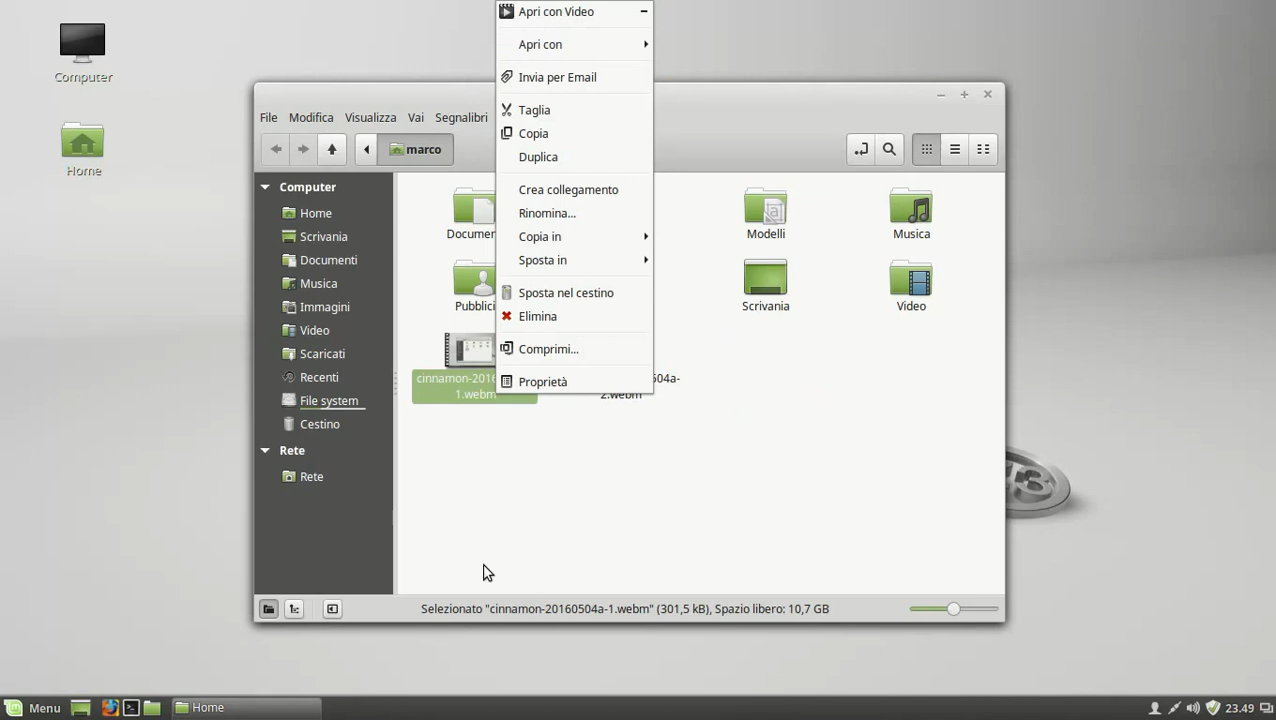 Computer
Home
Apri con Video
Apri con
Invia per Email
Taglia
Copia
Duplica
Crea collegamento
Rinomina...
Copia in
Sposta in
Sposta nel cestino
Elimina
Comprimi...
Proprietà
File Modifica Visualizza Vai Segnalibri
marco
Computer
Home
Scrivania
Documenti
Musica
Immagini
Video
Scaricati
Recenti
File system
Cestino
Rete
Rete
Modelli
Musica
Pubblici
Scrivania
Video
cinnamon-201
1.webm
504a-
2.webm
Selezionato "cinnamon-20160504a-1.webm" (301,5 kB), Spazio libero: 10,7 GB
Menu
Home
23.49